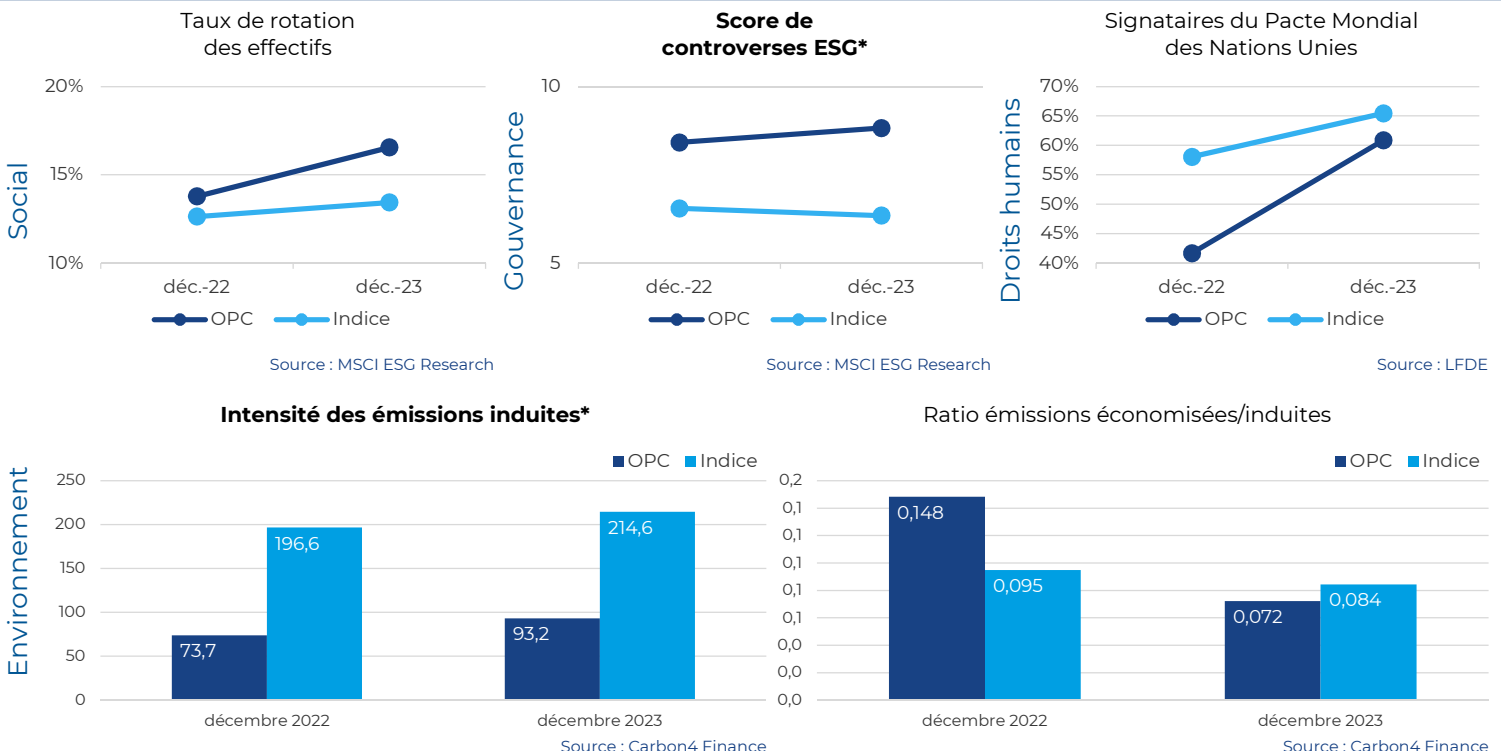 Taux de rotation
des effectifs
Social
20%
15%
10%
déc.-22
déc.-23
OPC
Indice
Source : MSCI ESG Research
Score de
controverses ESG*
Gouvernance
10
5
déc.-22
déc.-23
OPC
Indice
Source : MSCI ESG Research
Signataires du Pacte Mondial
des Nations Unies
Droits humains
70%
65%
60%
55%
50%
45%
40%
déc.-22
déc.-23
OPC
Indice
Source : LFDE
Intensité des émissions induites*
Environnement
OPC
Indice
250
200
150
100
50
0
73,7
196,6
93,2
214,6
décembre 2022
décembre 2023
Source : Carbon4 Finance
Ratio émissions économisées/induites
OPC
Indice
0,2
0,1
0,1
0,1
0,1
0,1
0,0
0,0
0,0
0,148
0,095
0,072
0,084
décembre 2022
décembre 2023
Source : Carbon4 Finance